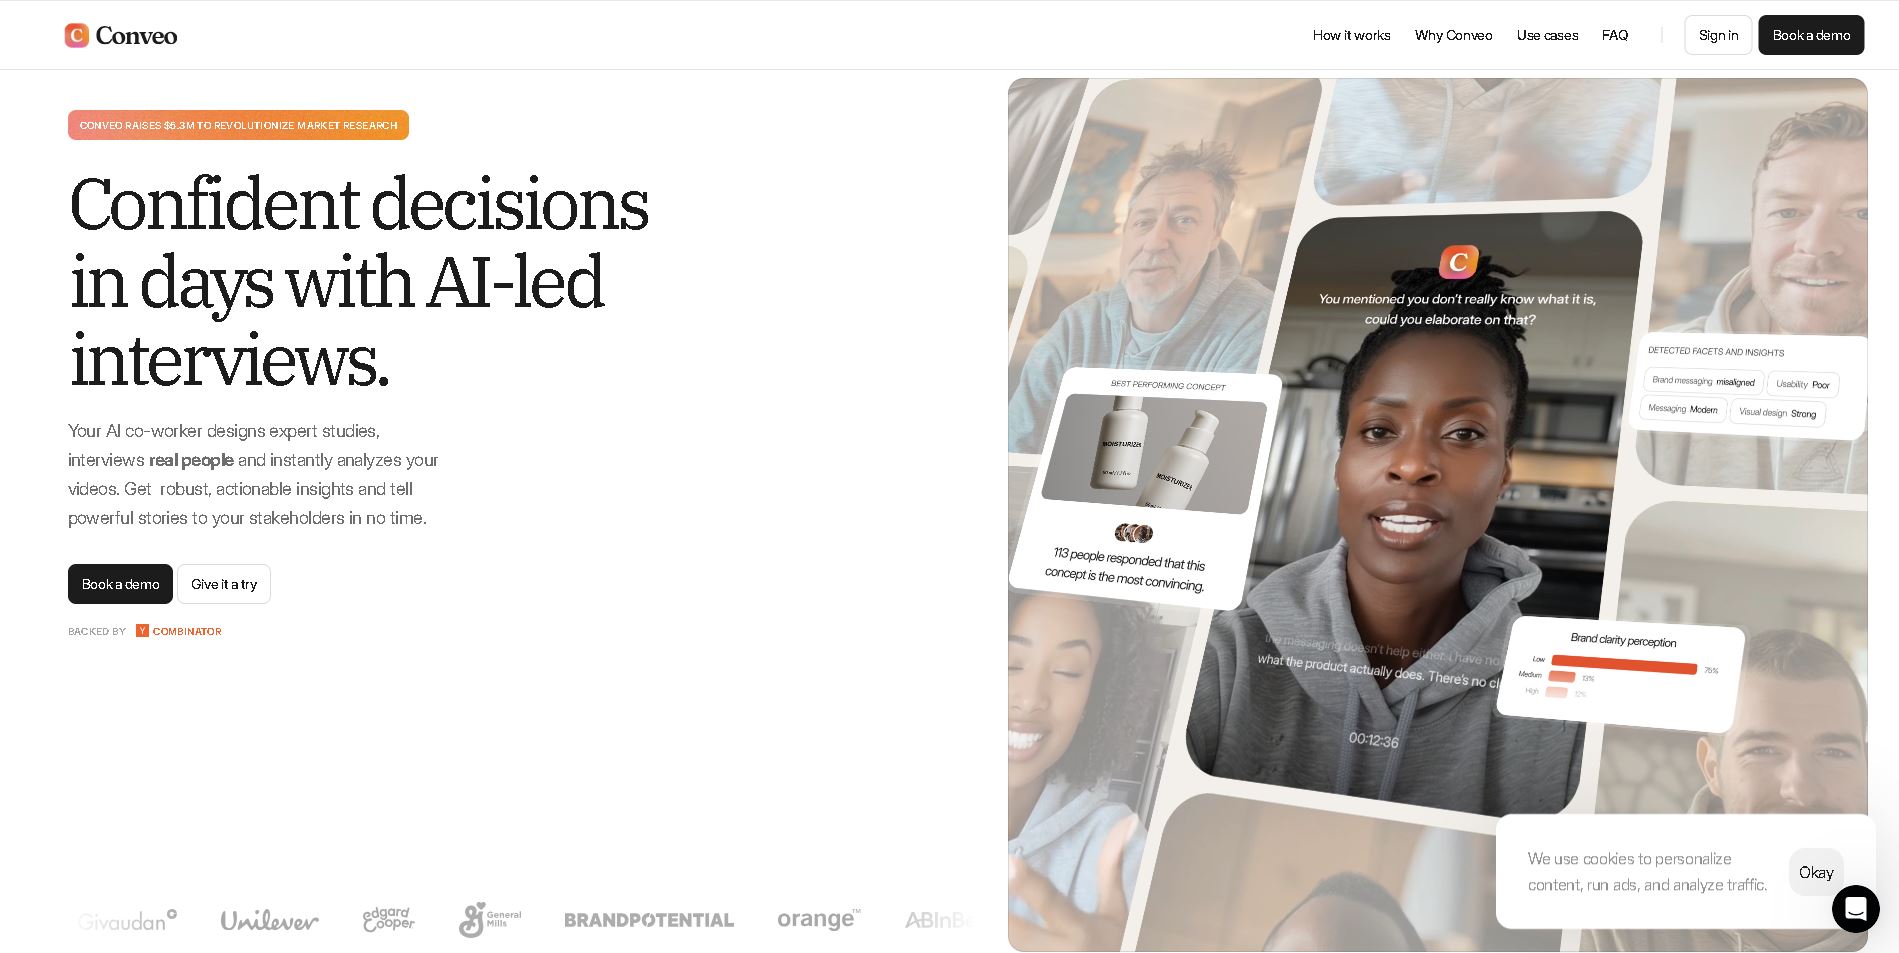 C Conveo
How it works
Why Conveo
Use cases
FAQ
Sign in
Book a demo
CONVEO RAISES $5.3M TO REVOLUTIONIZE MARKET RESEARCH
Confident decisions
in days with AI-led
interviews.
Your AI co-worker designs expert studies,
interviews real people and instantly analyzes your
videos. Get robust, actionable insights and tell
powerful stories to your stakeholders in no time.
Book a demo
Give it a try
BACKED BY Y COMBINATOR
Givaudan
Unilever
edgard
cooper
General
Mills
BRANDPOTENTIAL
orange™
ABInBe
C
You mentioned you don't really know what it is,
could you elaborate on that?
BEST PERFORMING CONCEPT
MOISTURIZER
MOISTURIZER
113 people responded that this
concept is the most convincing.
DETECTED FACETS AND INSIGHTS
Brand messaging misaligned
Usability Poor
Messaging Modern
Visual design Strong
the messaging doesn't help either. I have no
what the product actually does. There's no cl
00:12:36
Brand clarity perception
Low 75%
Medium 13%
High 12%
We use cookies to personalize
content, run ads, and analyze traffic.
Okay